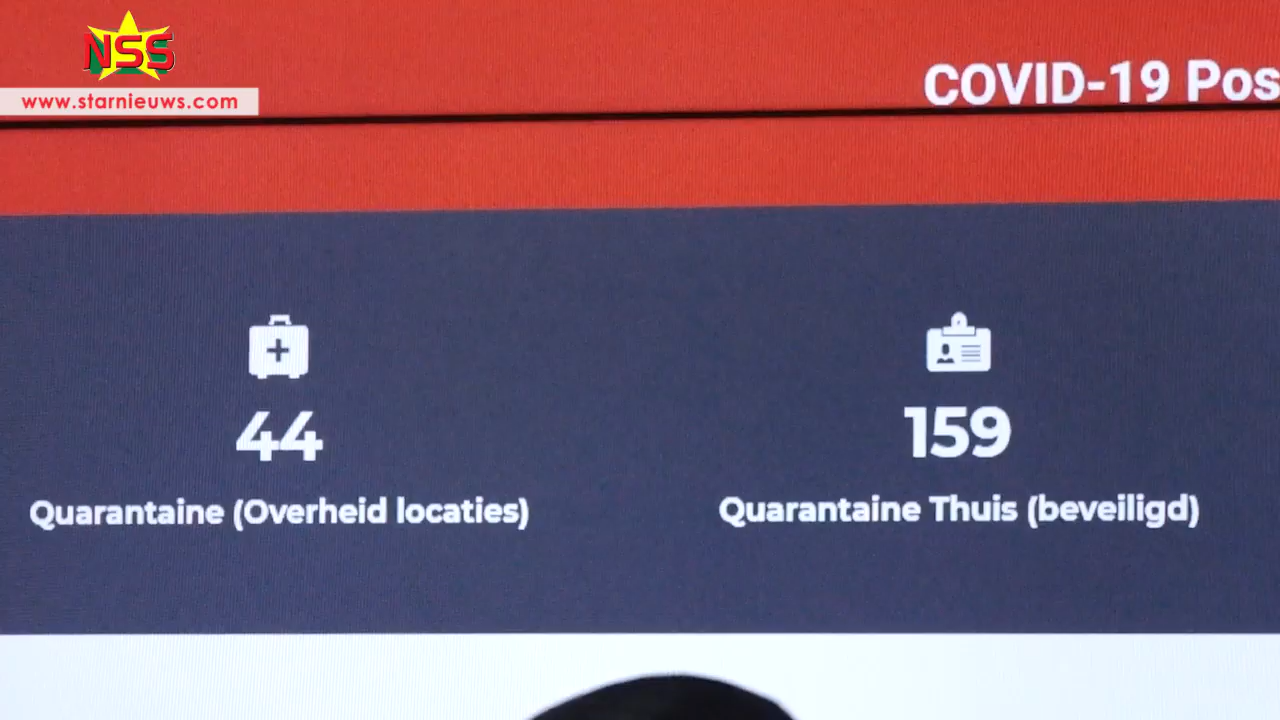 NSS
www.starnieuws.com
COVID-19 Pos
44
Quarantaine (Overheid locaties)
159
Quarantaine Thuis (beveiligd)